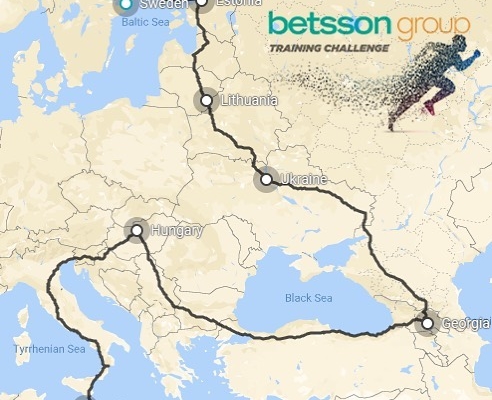 Sweden
Estonia
Baltic Sea
betsson group
TRAINING CHALLENGE
Lithuania
Ukraine
Hungary
Black Sea
Georgia
Tyrrhenian Sea